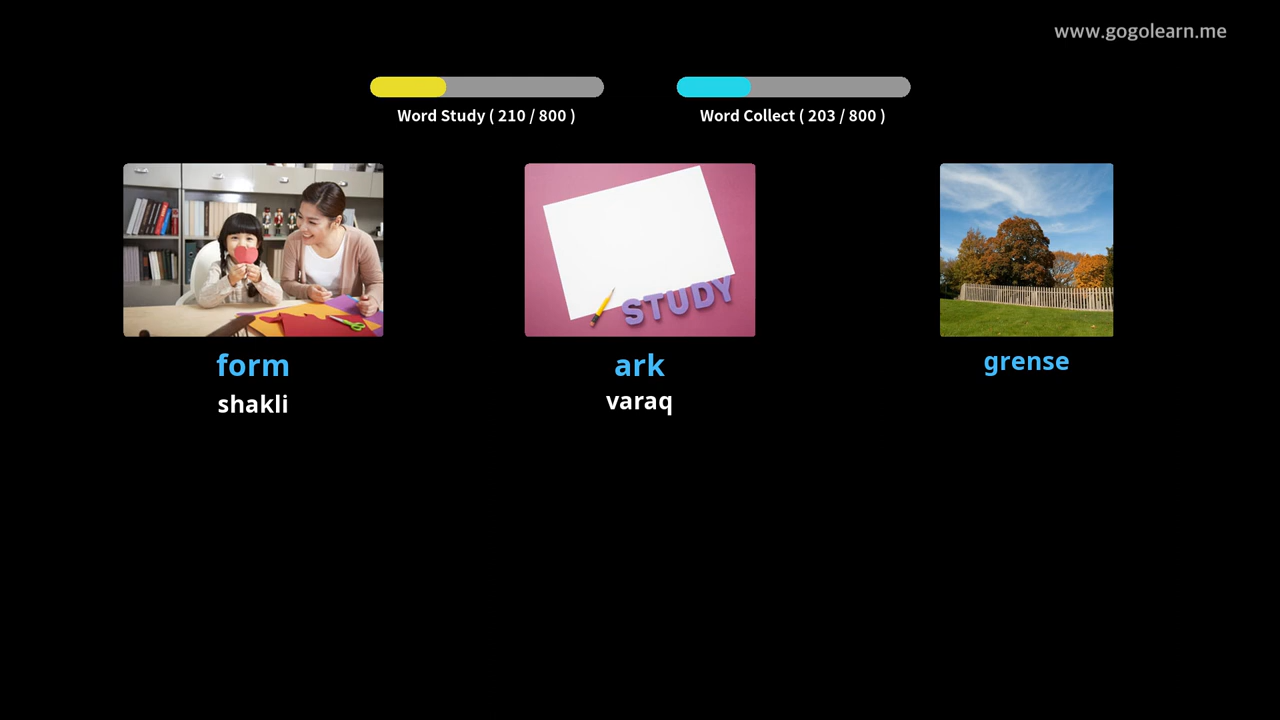 www.gogolearn.me
Word Study ( 210 / 800 )
Word Collect ( 203 / 800 )
STUDY
form
ark
grense
shakli
varaq